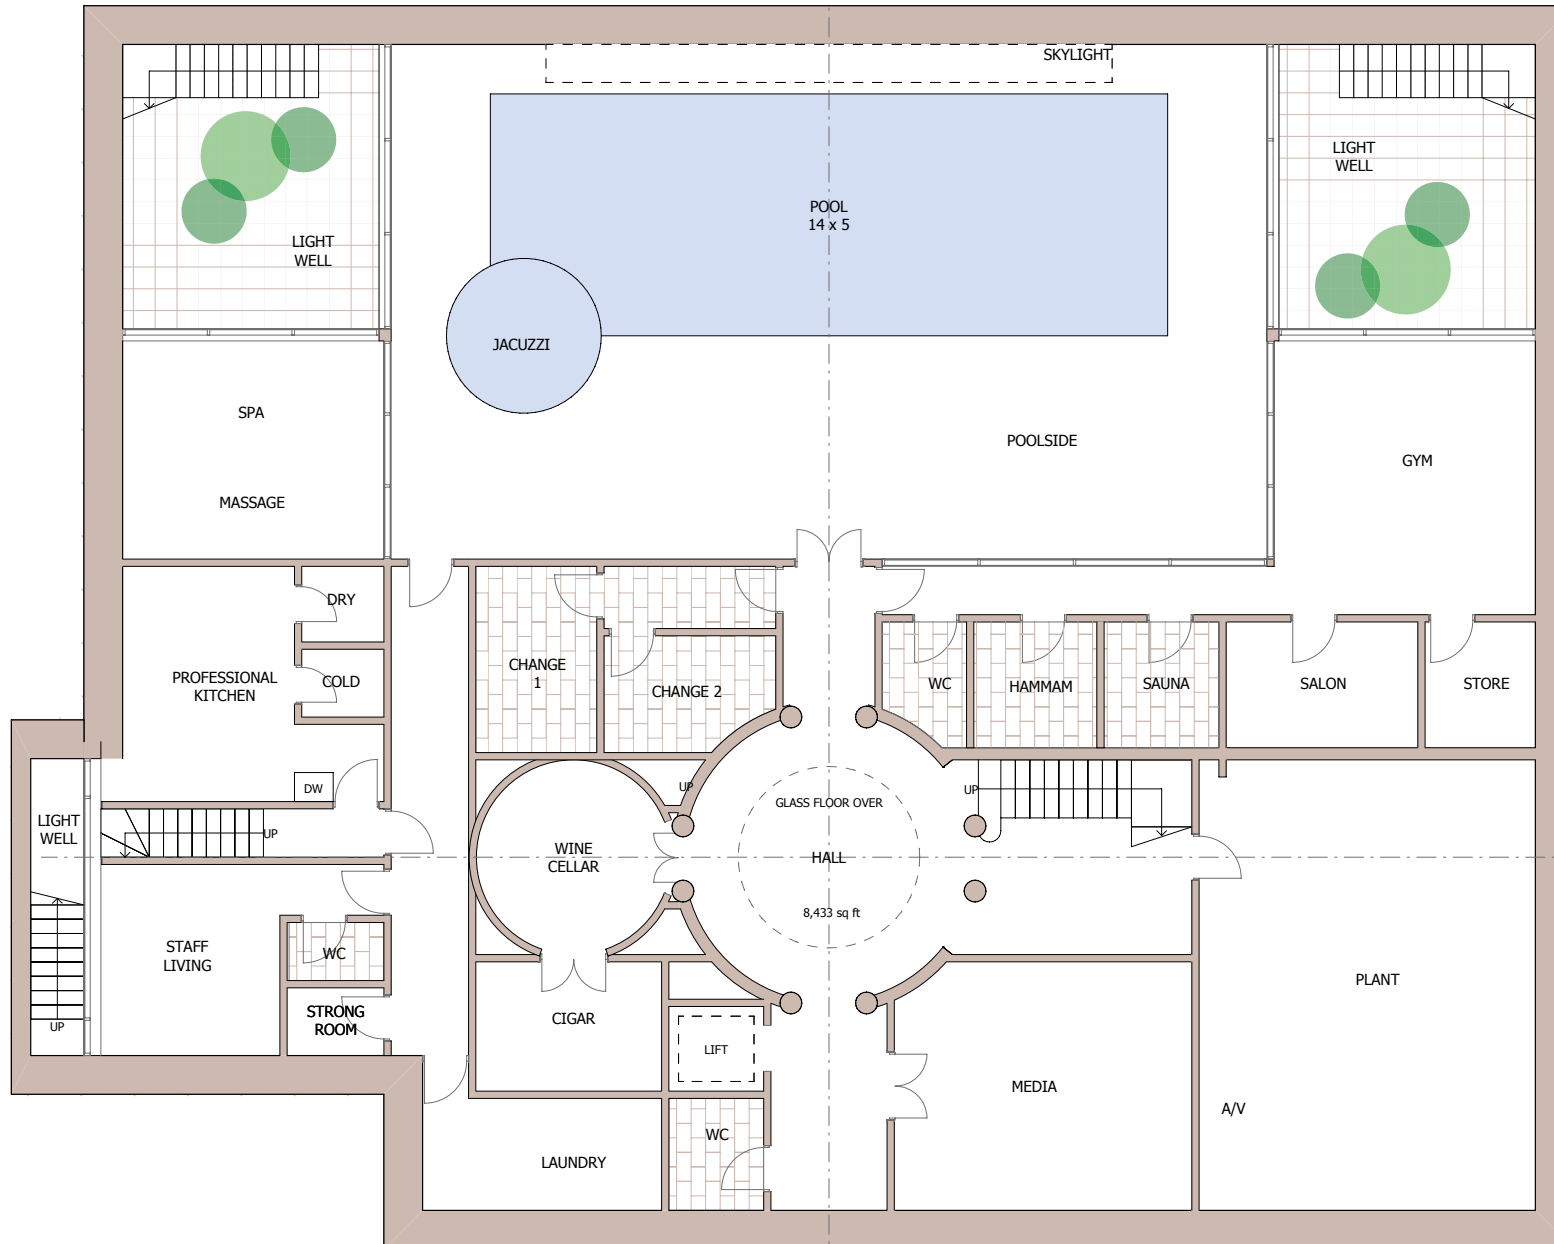 SKYLIGHT
LIGHT
WELL
POOL
14 x 5
LIGHT
WELL
JACUZZI
SPA
POOLSIDE
GYM
MASSAGE
DRY
PROFESSIONAL
KITCHEN
COLD
CHANGE
1
CHANGE 2
WC
HAMMAM
SAUNA
SALON
STORE
DW
UP
UP
GLASS FLOOR OVER
LIGHT
WELL
UP
WINE
CELLAR
HALL
8,433 sq ft
STAFF
LIVING
WC
PLANT
STRONG
ROOM
CIGAR
UP
LIFT
MEDIA
A/V
WC
LAUNDRY